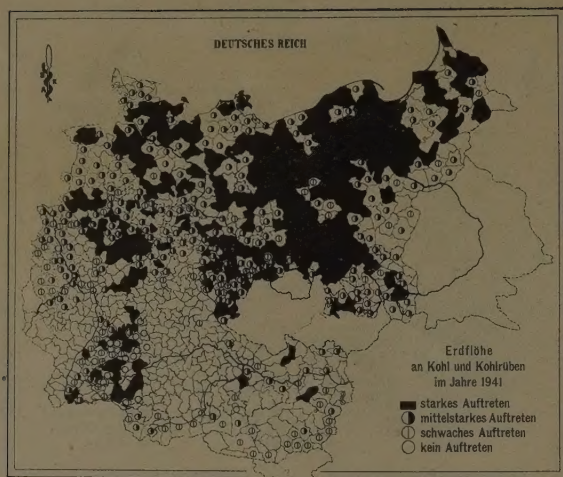 DEUTSCHES REICH
Erdflöhe
an Kohl und Kohlrüben
im Jahre 1941
starkes Auftreten
mittelstarkes Auftreten
schwaches Auftreten
kein Auftreten